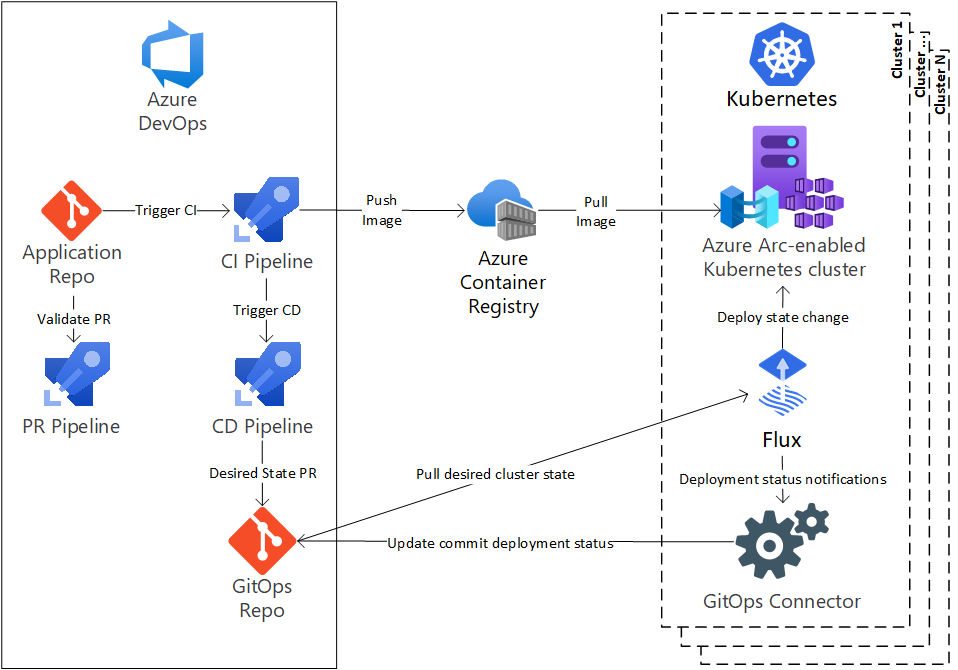 Azure
DevOps
Application
Repo
Trigger CI
CI Pipeline
Validate PR
PR Pipeline
Trigger CD
CD Pipeline
Desired State PR
GitOps
Repo
Push
Image
Azure
Container
Registry
Pull
Image
Pull desired cluster state
Update commit deployment status
Cluster 1
Cluster ...
Cluster N
Kubernetes
Azure Arc-enabled
Kubernetes cluster
Deploy state change
Flux
Deployment status notifications
GitOps Connector